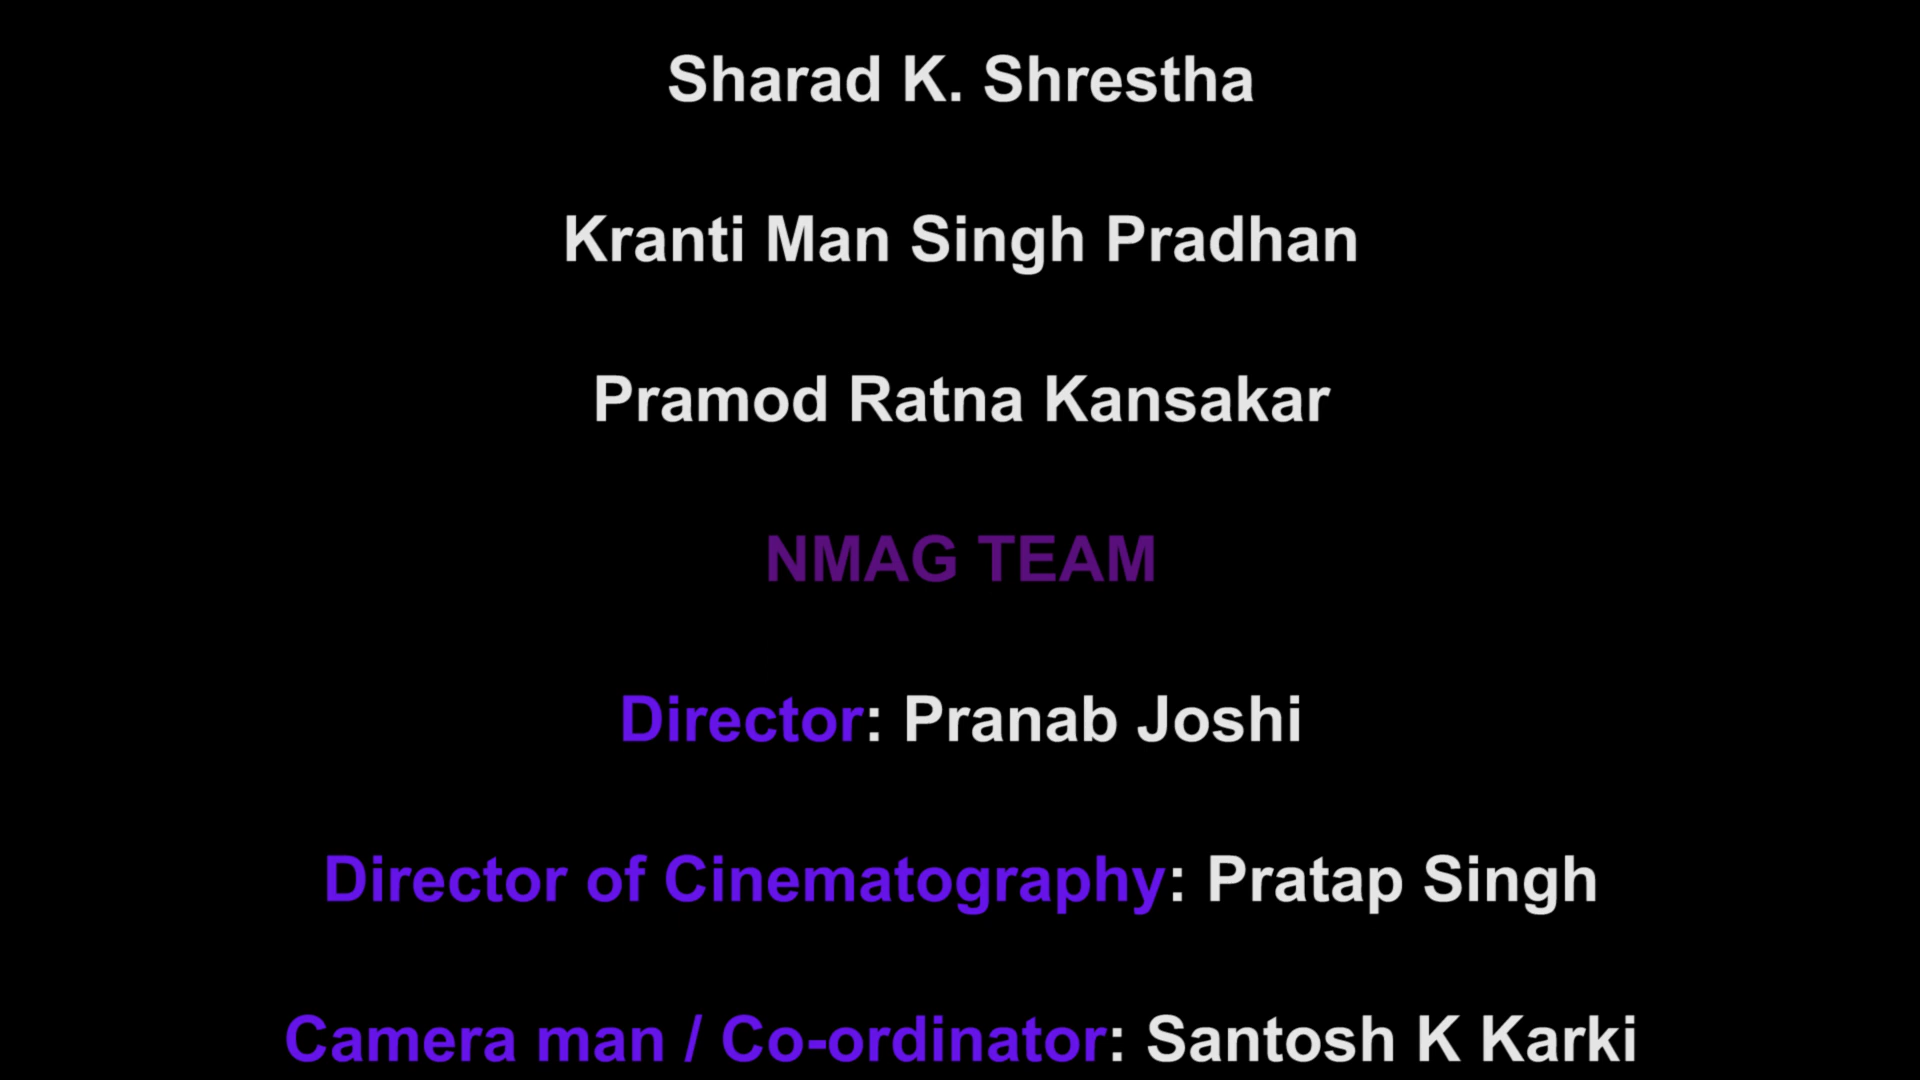 Sharad K. Shrestha
Kranti Man Singh Pradhan
Pramod Ratna Kansakar
NMAG TEAM
Director: Pranab Joshi
Director of Cinematography: Pratap Singh
Camera man / Co-ordinator: Santosh K Karki